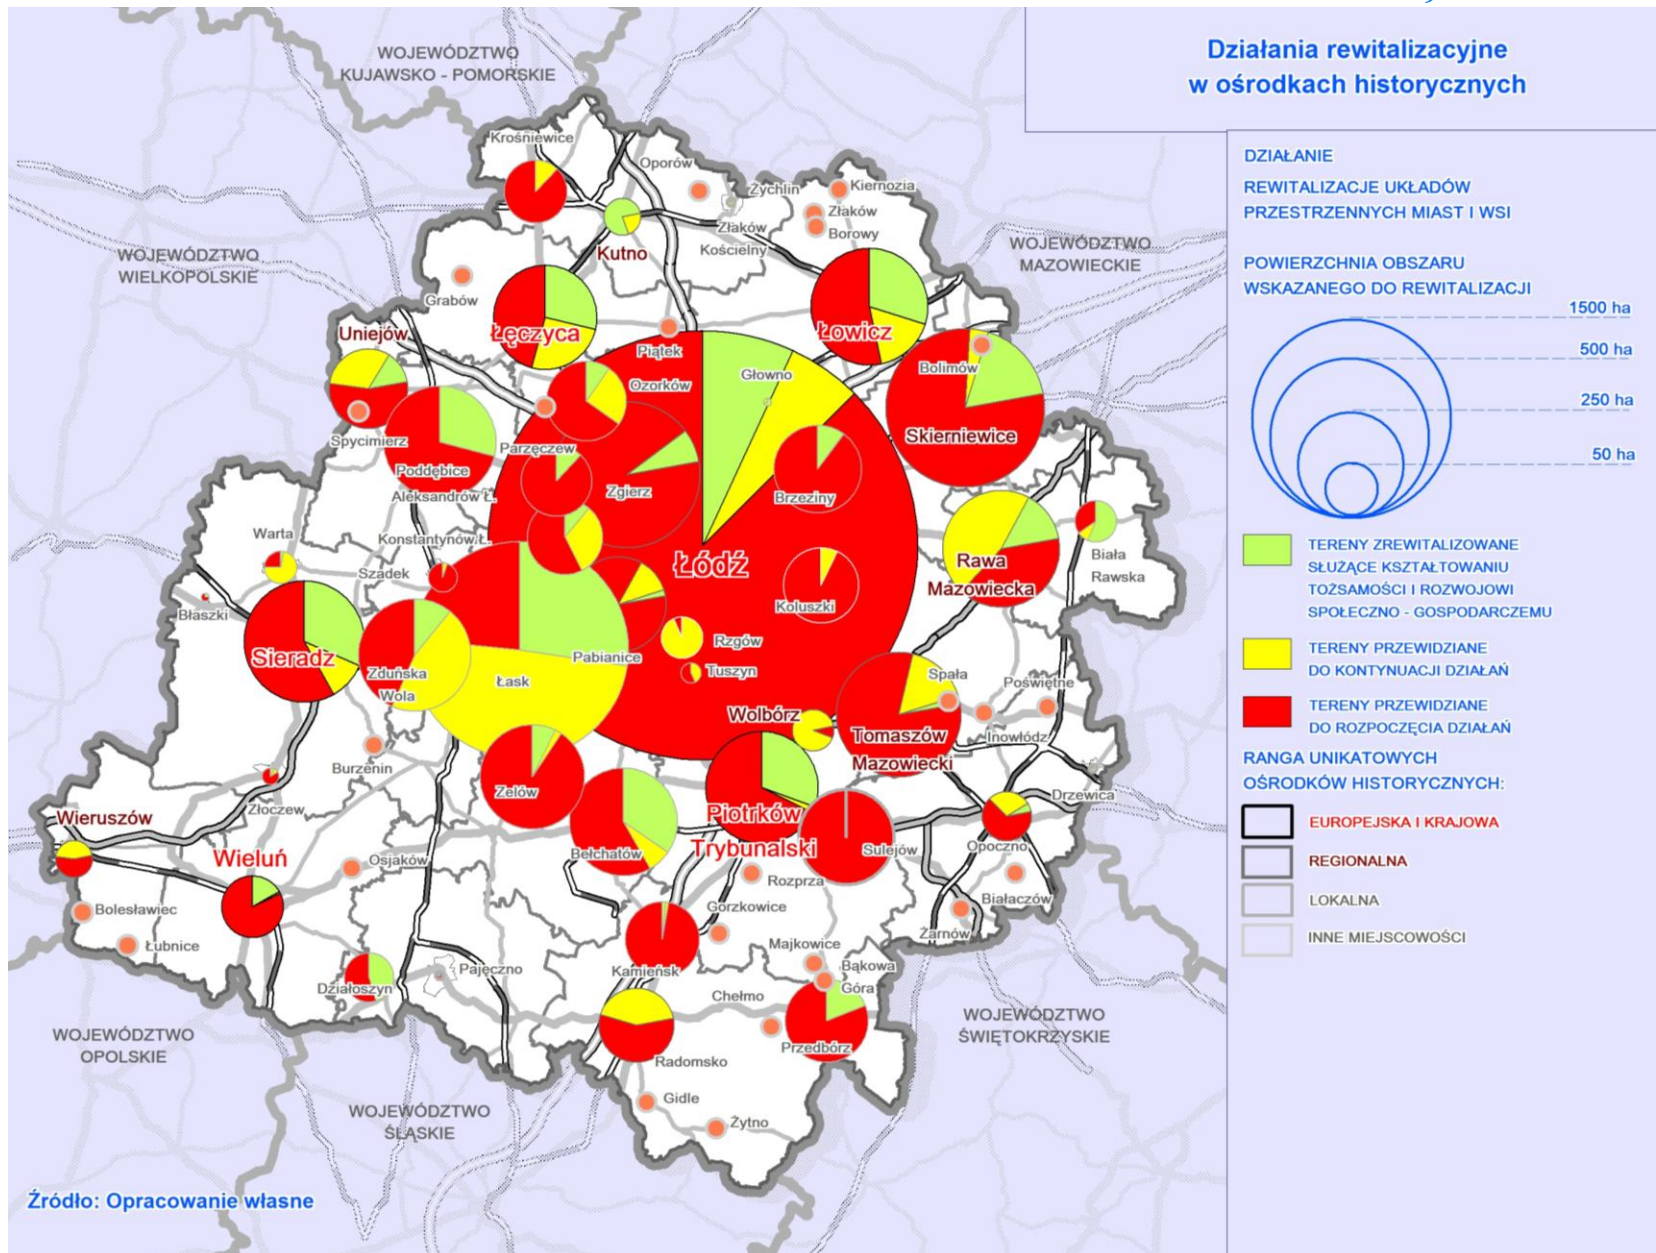 Działania rewitalizacyjne
w ośrodkach historycznych
DZIAŁANIE
REWITALIZACJE UKŁADÓW
PRZESTRZENNYCH MIAST I WSI
POWIERZCHNIA OBSZARU
WSKAZANEGO DO REWITALIZACJI
1500 ha
500 ha
250 ha
50 ha
TERENY ZREWITALIZOWANE
SŁUŻĄCE KSZTAŁTOWANIU
TOŻSAMOŚCI I ROZWOJOWI
SPOŁECZNO - GOSPODARCZEMU
TERENY PRZEWIDZIANE
DO KONTYNUACJI DZIAŁAŃ
TERENY PRZEWIDZIANE
DO ROZPOCZĘCIA DZIAŁAŃ
RANGA UNIKATOWYCH
OŚRODKÓW HISTORYCZNYCH:
EUROPEJSKA I KRAJOWA
REGIONALNA
LOKALNA
INNE MIEJSCOWOŚCI
WOJEWÓDZTWO
KUJAWSKO - POMORSKIE
WOJEWÓDZTWO
WIELKOPOLSKIE
WOJEWÓDZTWO
MAZOWIECKIE
WOJEWÓDZTWO
OPOLSKIE
WOJEWÓDZTWO
ŚLĄSKIE
WOJEWÓDZTWO
ŚWIĘTOKRZYSKIE
Krośniewice
Oporów
Żychlin
Kiernozia
Złaków
Borowy
Złaków
Kościelny
Kutno
Grabów
Łęczyca
Łowicz
Uniejów
Piątek
Głowno
Bolimów
Ozorków
Skierniewice
Spycimierz
Parzęczew
Poddębice
Aleksandrów Ł.
Zgierz
Brzeziny
Warta
Konstantynów Ł.
Szadek
Łódź
Koluszki
Rawa
Mazowiecka
Biała
Rawska
Błaszki
Sieradz
Zduńska
Wola
Łask
Pabianice
Rzgów
Tuszyn
Spała
Poświętne
Wolbórz
Tomaszów
Mazowiecki
Inowłódz
Burzenin
Zelów
Złoczew
Drzewica
Wieruszów
Piotrków
Trybunalski
Bełchatów
Sulejów
Opoczno
Wieluń
Osjaków
Rozprza
Białaczów
Bolesławiec
Gorzkowice
Żarnów
Łubnice
Majkowice
Bąkowa
Góra
Kamieńsk
Pajęczno
Działoszyn
Chełmo
Przedbórz
Radomsko
Gidle
Żytno
Źródło: Opracowanie własne